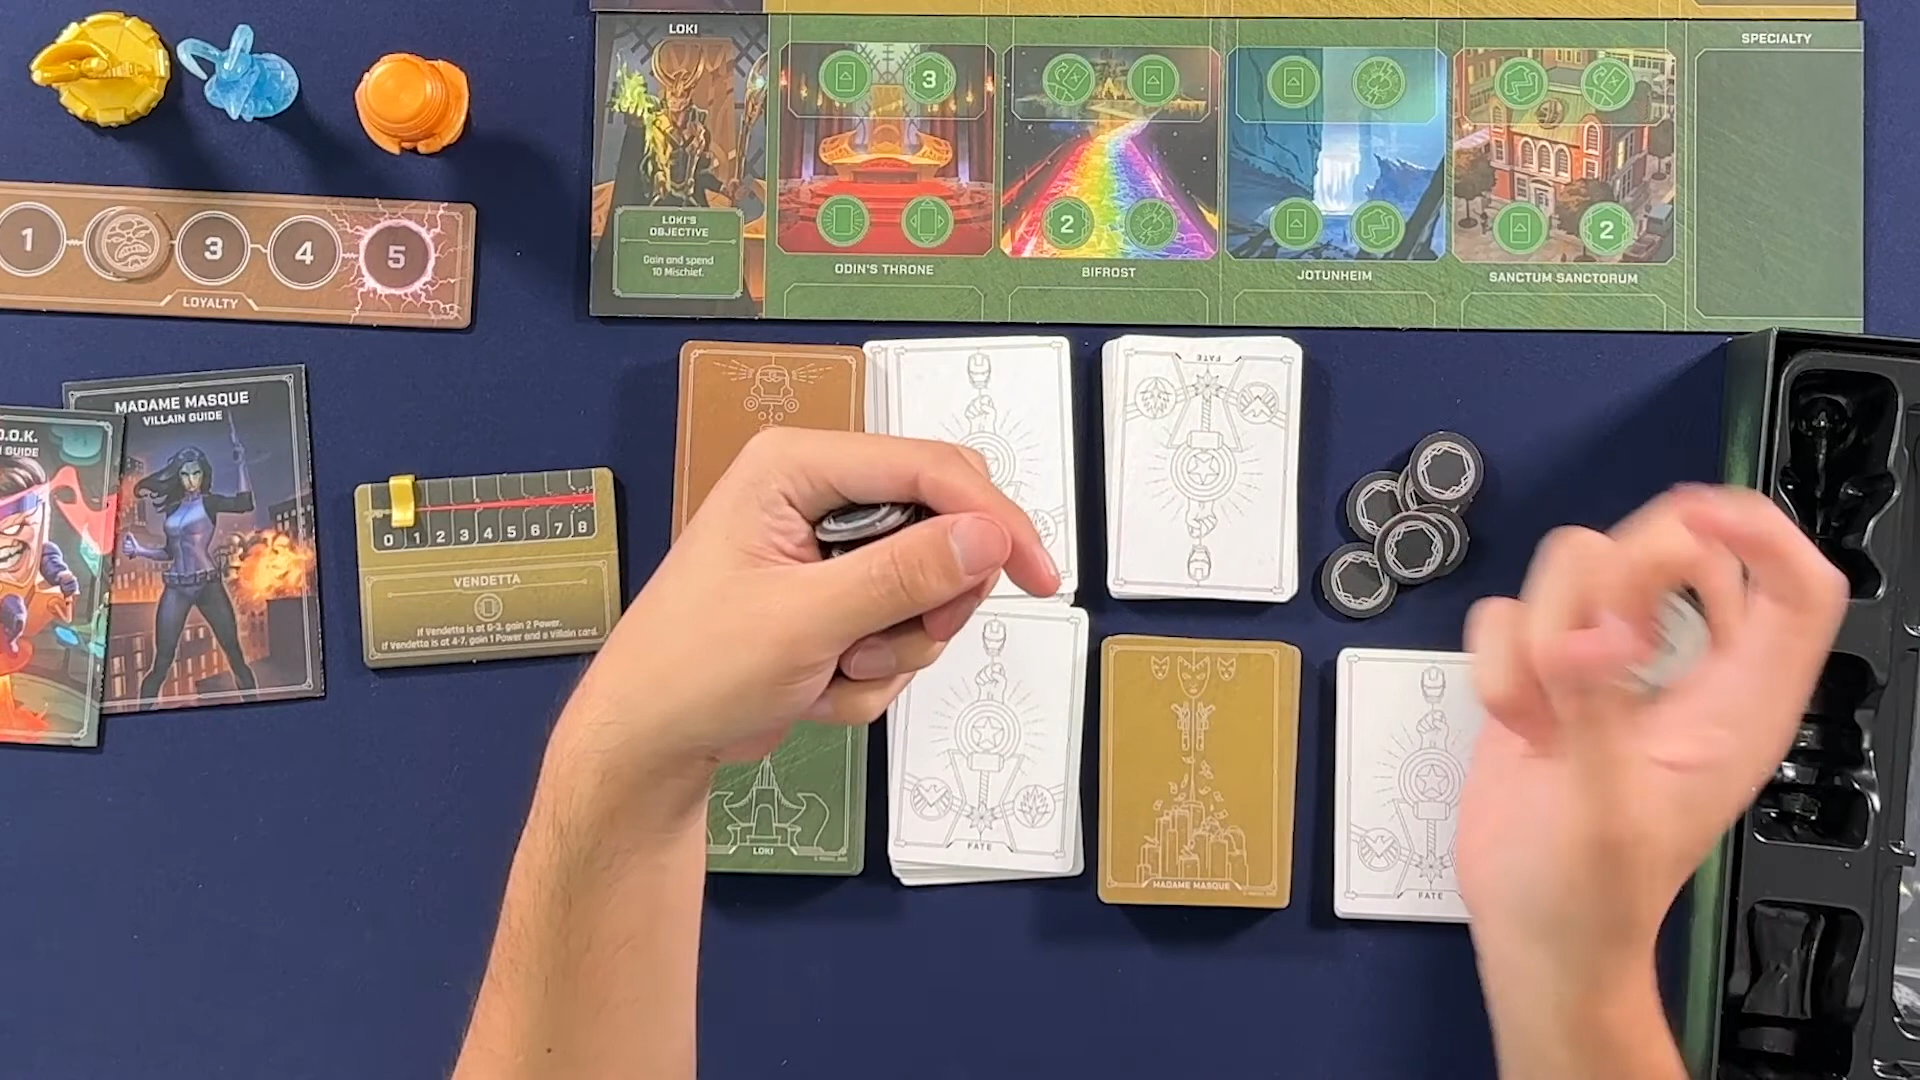 LOKI
LOKI'S
OBJECTIVE
Gain and spend
10 Mischief.
3
ODIN'S THRONE
2
BIFROST
JOTUNHEIM
2
SANCTUM SANCTORUM
SPECIALTY
1
3
4
5
LOYALTY
.O.K.
GUIDE
MADAME MASQUE
VILLAIN GUIDE
0 1 2 3 4 5 6 7 8
VENDETTA
If Vendetta is at 0-3, gain 2 Power.
If Vendetta is at 4-7, gain 1 Power and a Villain card.
FATE
LOKI
FATE
MADAME MASQUE
FATE